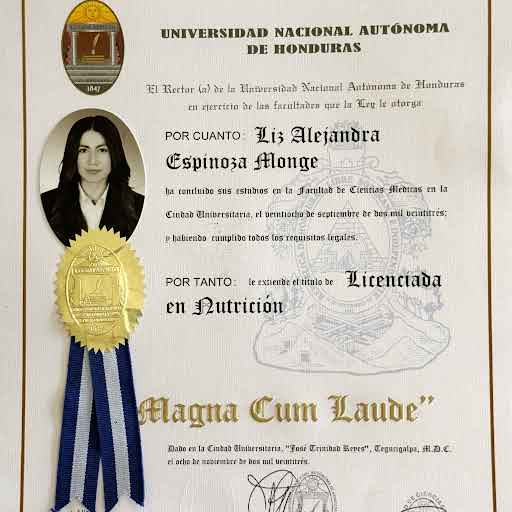 UNIVERSIDAD NACIONAL AUTÓNOMA
DE HONDURAS
El Rector (a) de la Universidad Nacional Autónoma de Honduras
en ejercicio de las facultades que la Ley le otorga
POR CUANTO: Liz Alejandra
Espinoza Monge
ha concluido sus estudios en la Facultad de Ciencias Médicas en la
Ciudad Universitaria, el veintiocho de septiembre de dos mil veintitrés;
y habiendo cumplido todos los requisitos legales.
POR TANTO: le extiende el título de Licenciada
en Nutrición
Magna Cum Laude”
Dado en la Ciudad Universitaria, "José Trinidad Reyes", Tegucigalpa, M.D.C.
el ocho de noviembre de dos mil veintitrés.
1847